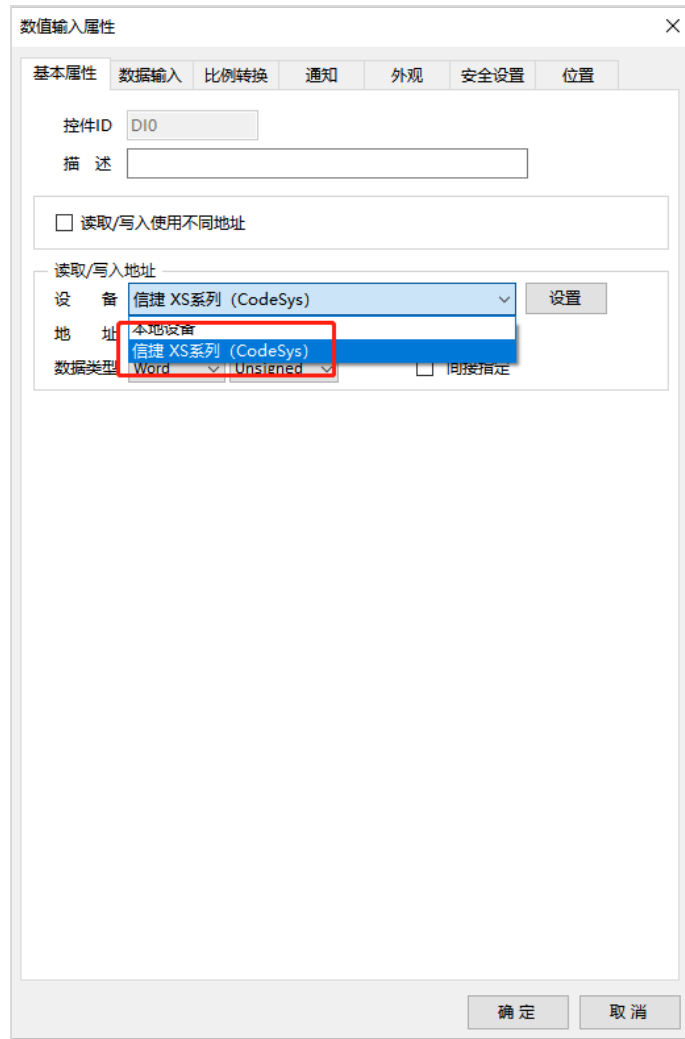 数值输入属性
基本属性 数据输入 比例转换 通知 外观 安全设置 位置
控件ID DI0
描 述
读取/写入使用不同地址
读取/写入地址
设 备 信捷 XS系列（CodeSys） 设置
地 址 本地设备
信捷 XS系列（CodeSys）
数据类型 Word Unsigned 间接指定
确定 取消